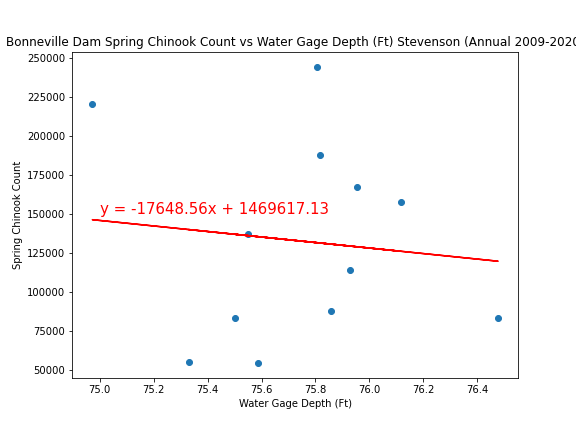 Bonneville Dam Spring Chinook Count vs Water Gage Depth (Ft) Stevenson (Annual 2009-2020
250000
225000
200000
175000
150000
125000
100000
75000
50000
Spring Chinook Count
y = -17648.56x + 1469617.13
75.0 75.2 75.4 75.6 75.8 76.0 76.2 76.4
Water Gage Depth (Ft)